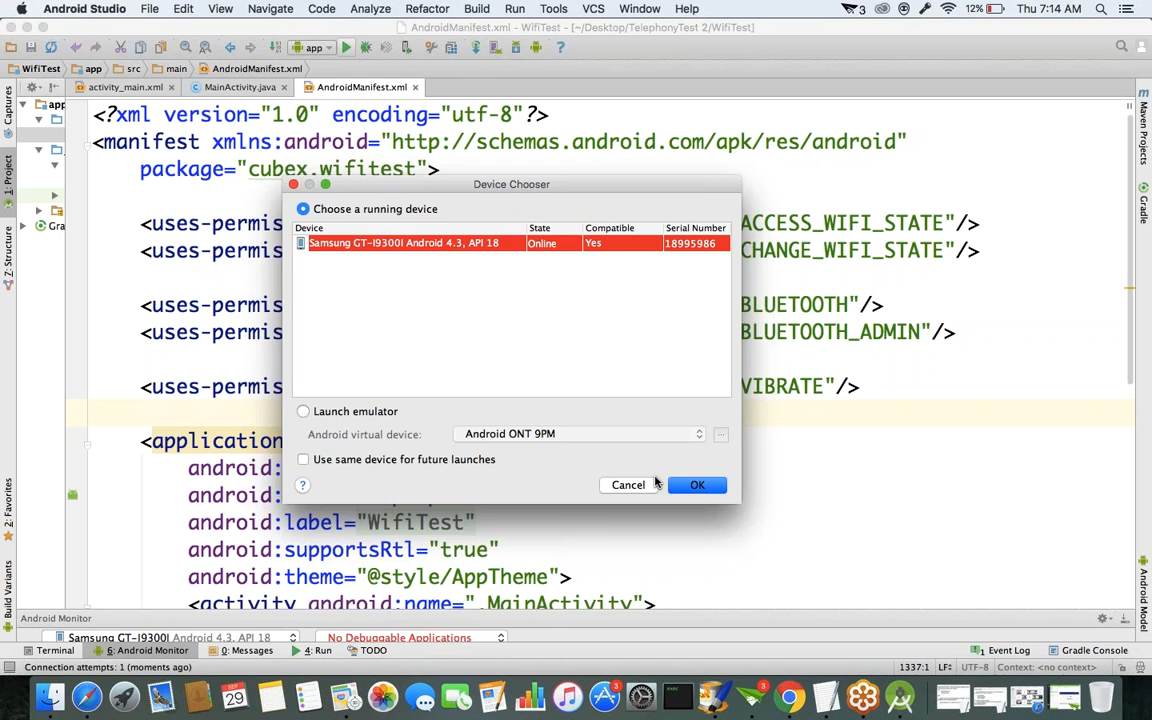 Android Studio File Edit View Navigate Code Analyze Refactor Build Run Tools VCS Window Help 3 12% Thu 7:14 AM
AndroidManifest.xml - WifiTest - [~/Desktop/TelephonyTest 2/WifiTest]
app
WifiTest app src main AndroidManifest.xml
activity_main.xml MainActivity.java AndroidManifest.xml
app
Gra
Captures
1: Project
Z: Structure
2: Favorites
Build Variants
<?xml version="1.0" encoding="utf-8"?>
<manifest xmlns:android="http://schemas.android.com/apk/res/android"
package="cubex.wifitest">
<uses-permis ACCESS_WIFI_STATE"/>
<uses-permis CHANGE_WIFI_STATE"/>
<uses-permis BLUETOOTH"/>
<uses-permis BLUETOOTH_ADMIN"/>
<uses-permis VIBRATE"/>
<application
android:
android:
android:label="WifiTest"
android:supportsRtl="true"
android:theme="@style/AppTheme">
<activity android:name=".MainActivity">
Device Chooser
Choose a running device
Device State Compatible Serial Number
Samsung GT-I9300I Android 4.3, API 18 Online Yes 18995986
Launch emulator
Android virtual device: Android ONT 9PM ...
Use same device for future launches
? Cancel OK
Maven Projects
Gradle
Android Model
Android Monitor
Samsung GT-I9300I Android 4.3, API 18 No Debuggable Applications
Terminal 6: Android Monitor 0: Messages 4: Run TODO 1 Event Log Gradle Console
Connection attempts: 1 (moments ago) 1337:1 LF÷ UTF-8 Context: <no context>
SEP
29
3
3